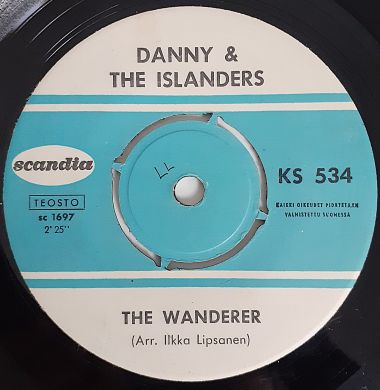 DANNY &
THE ISLANDERS
scandia
TEOSTO
sc 1697
2'25"
LL
KS 534
KAIKKI OIKEUDET PIDÄTETÄÄN
VALMISTETTU SUOMESSA
THE WANDERER
(Arr. Ilkka Lipsanen)